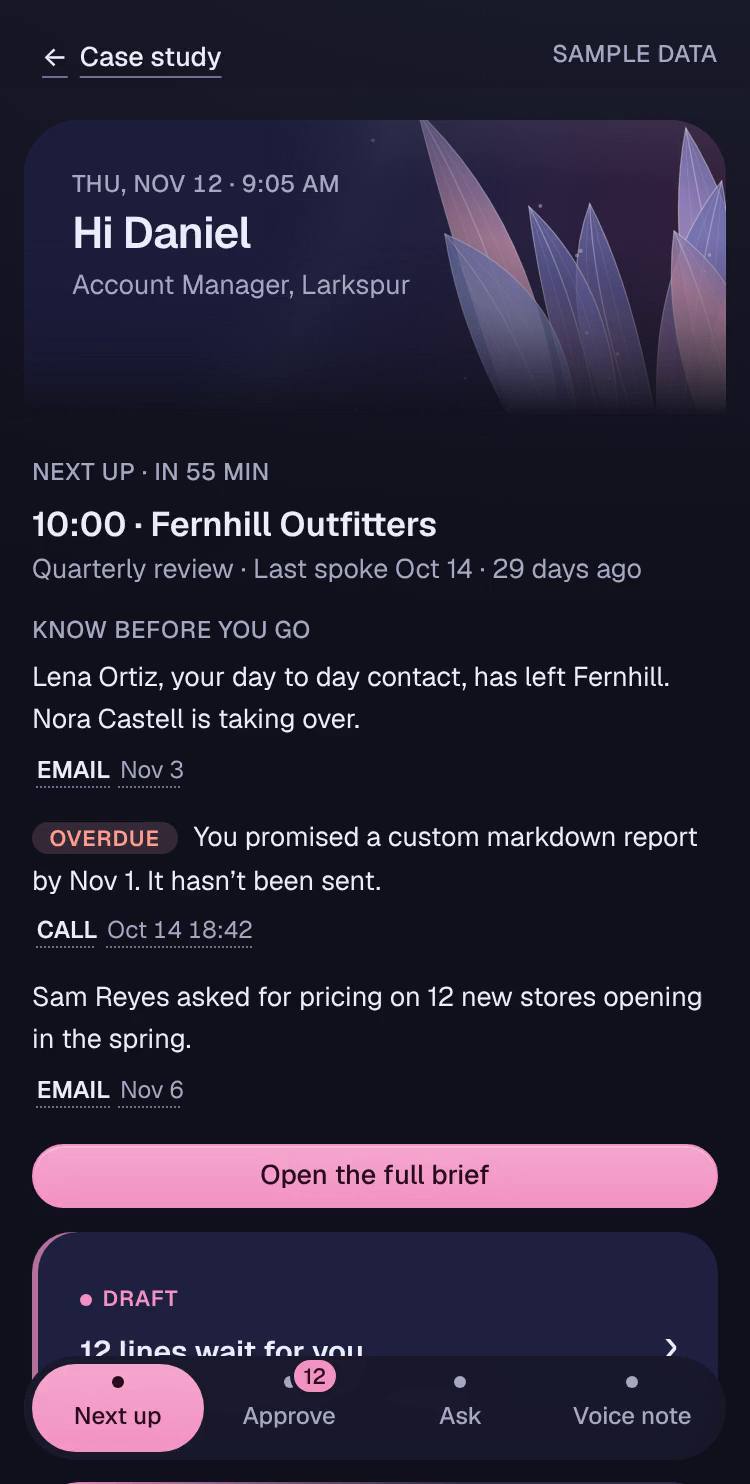 ← Case study
SAMPLE DATA
THU, NOV 12 · 9:05 AM
Hi Daniel
Account Manager, Larkspur
NEXT UP · IN 55 MIN
10:00 · Fernhill Outfitters
Quarterly review · Last spoke Oct 14 · 29 days ago
KNOW BEFORE YOU GO
Lena Ortiz, your day to day contact, has left Fernhill.
Nora Castell is taking over.
EMAIL Nov 3
OVERDUE You promised a custom markdown report
by Nov 1. It hasn’t been sent.
CALL Oct 14 18:42
Sam Reyes asked for pricing on 12 new stores opening
in the spring.
EMAIL Nov 6
Open the full brief
DRAFT
12 lines wait for you
12
Next up
Approve
Ask
Voice note